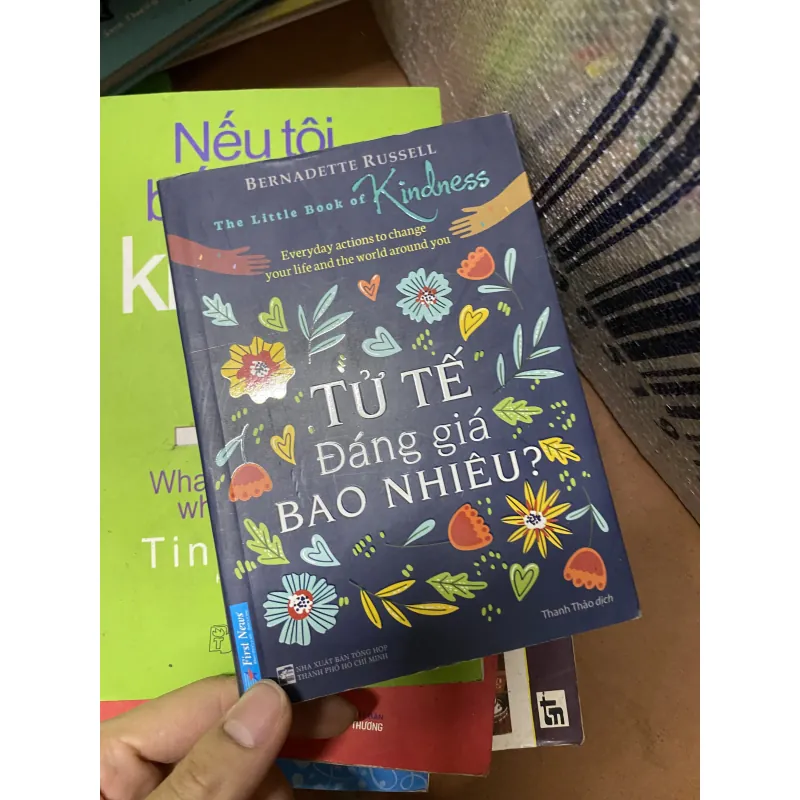 BERNADETTE RUSSELL
The Little Book of Kindness
Everyday actions to change
your life and the world around you
TỬ TẾ
Đáng giá
BAO NHIÊU?
Thanh Thảo dịch
First News
NHÀ XUẤT BẢN TỔNG HỢP
THÀNH PHỐ HỒ CHÍ MINH
Nếu tôi
Tin
THƯƠNG